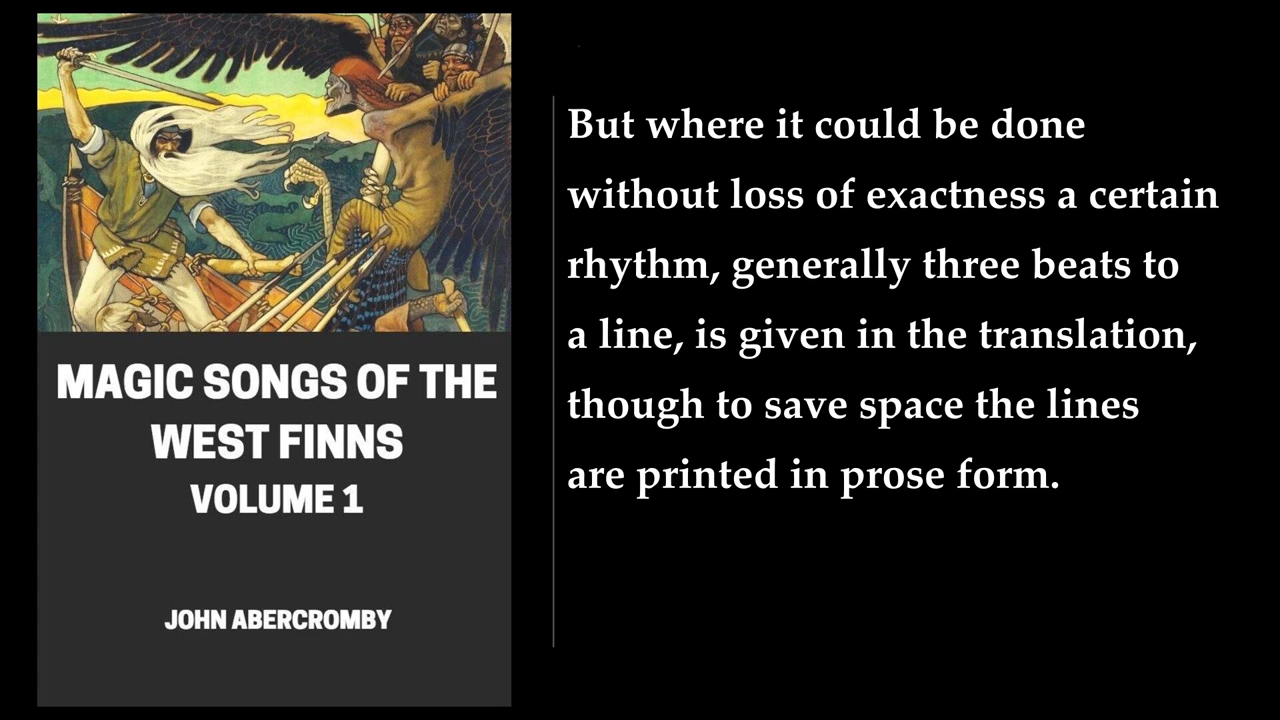 MAGIC SONGS OF THE
WEST FINNS
VOLUME 1
JOHN ABERCROMBY
But where it could be done
without loss of exactness a certain
rhythm, generally three beats to
a line, is given in the translation,
though to save space the lines
are printed in prose form.